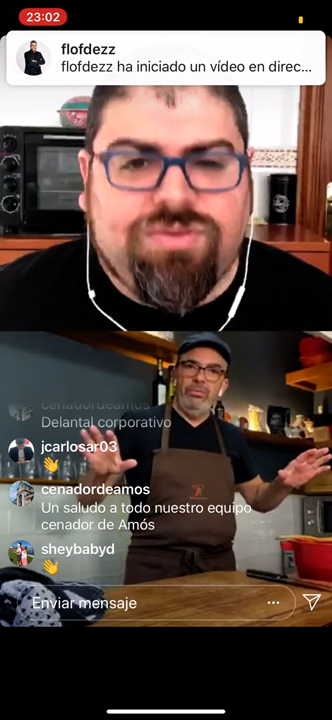 23:02
flofdezz
flofdezz ha iniciado un vídeo en direc...
cenadordeamos
Delantal corporativo
jcarlosar03
👋
cenadordeamos
Un saludo a todo nuestro equipo
cenador de Amós
sheybabyd
👋
Enviar mensaje